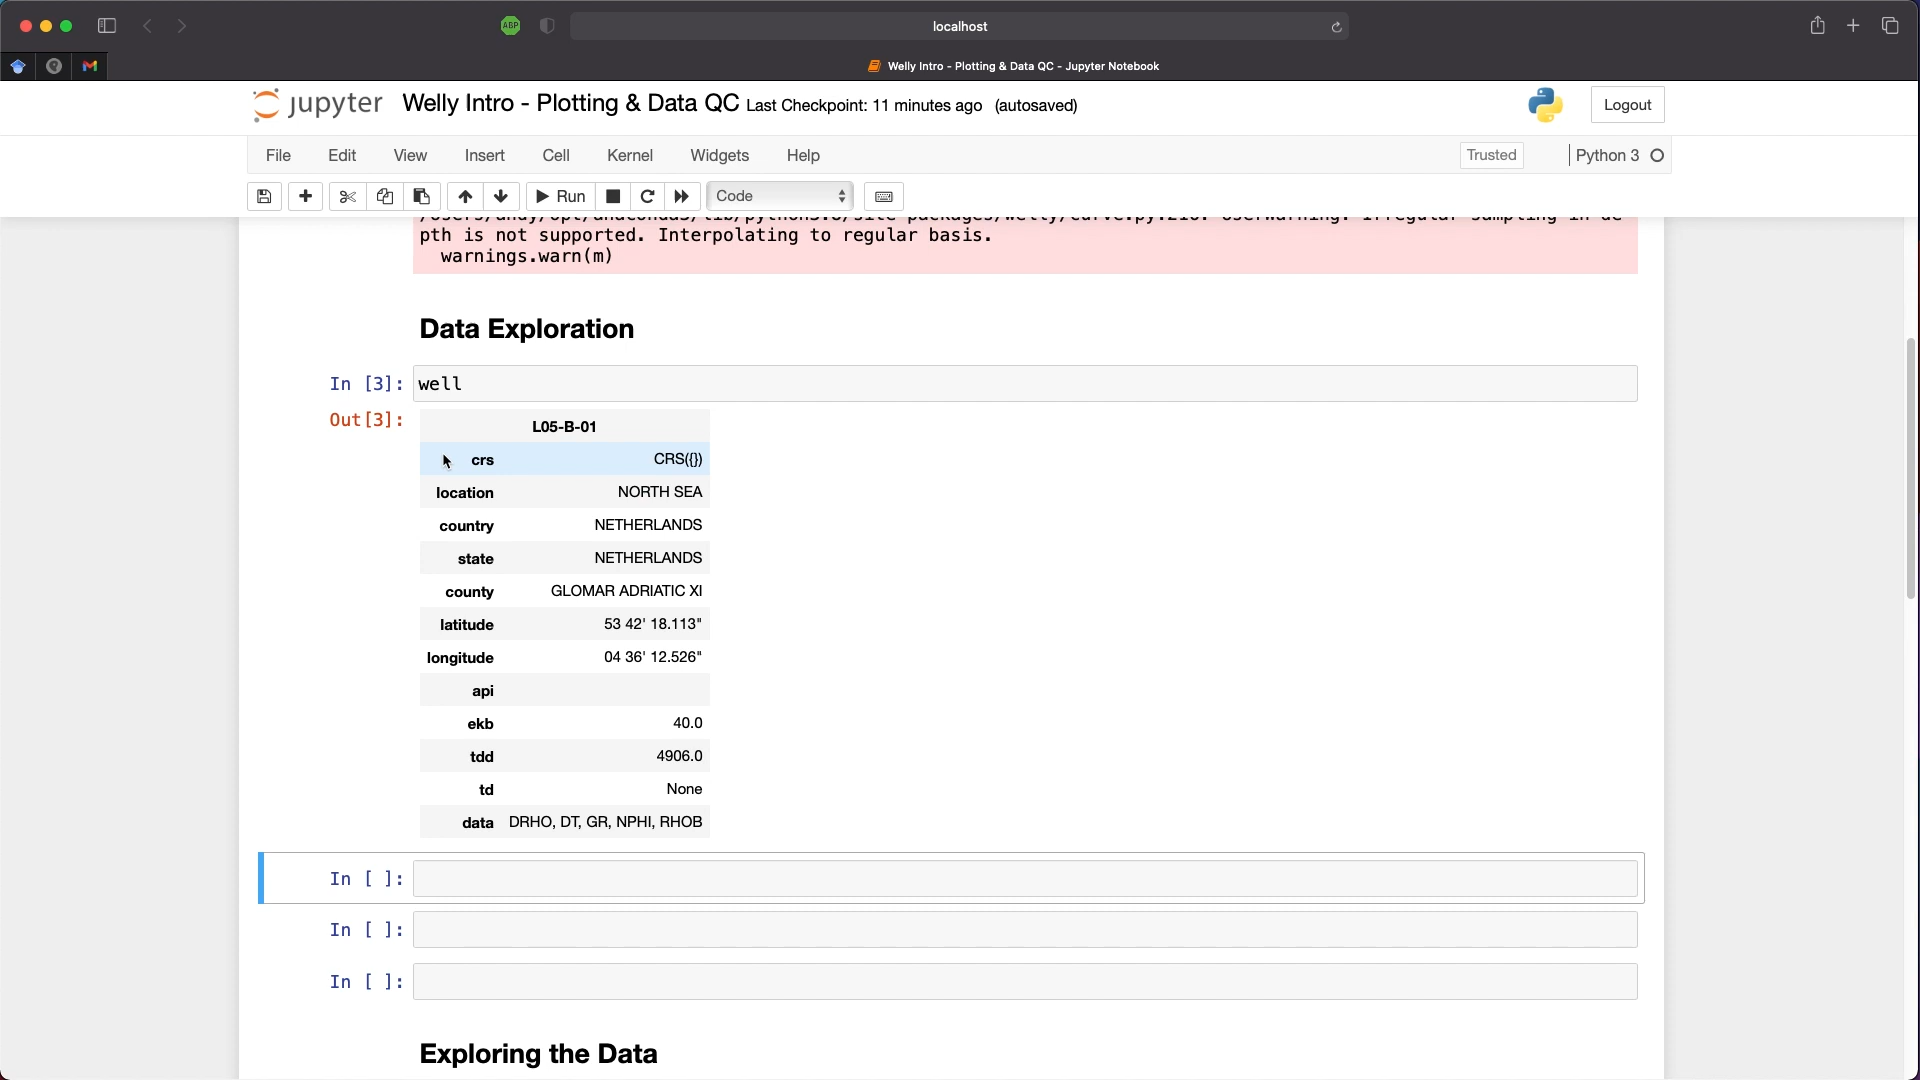 ABP
localhost
Welly Intro - Plotting & Data QC - Jupyter Notebook
jupyter Welly Intro - Plotting & Data QC Last Checkpoint: 11 minutes ago (autosaved)
Logout
File Edit View Insert Cell Kernel Widgets Help
Trusted
Python 3
Run
Code
pth is not supported. Interpolating to regular basis.
warnings.warn(m)
Data Exploration
In [3]: well
Out[3]:
L05-B-01
crs CRS({})
location NORTH SEA
country NETHERLANDS
state NETHERLANDS
county GLOMAR ADRIATIC XI
latitude 53 42' 18.113"
longitude 04 36' 12.526"
api
ekb 40.0
tdd 4906.0
td None
data DRHO, DT, GR, NPHI, RHOB
In [ ]:
In [ ]:
In [ ]:
Exploring the Data